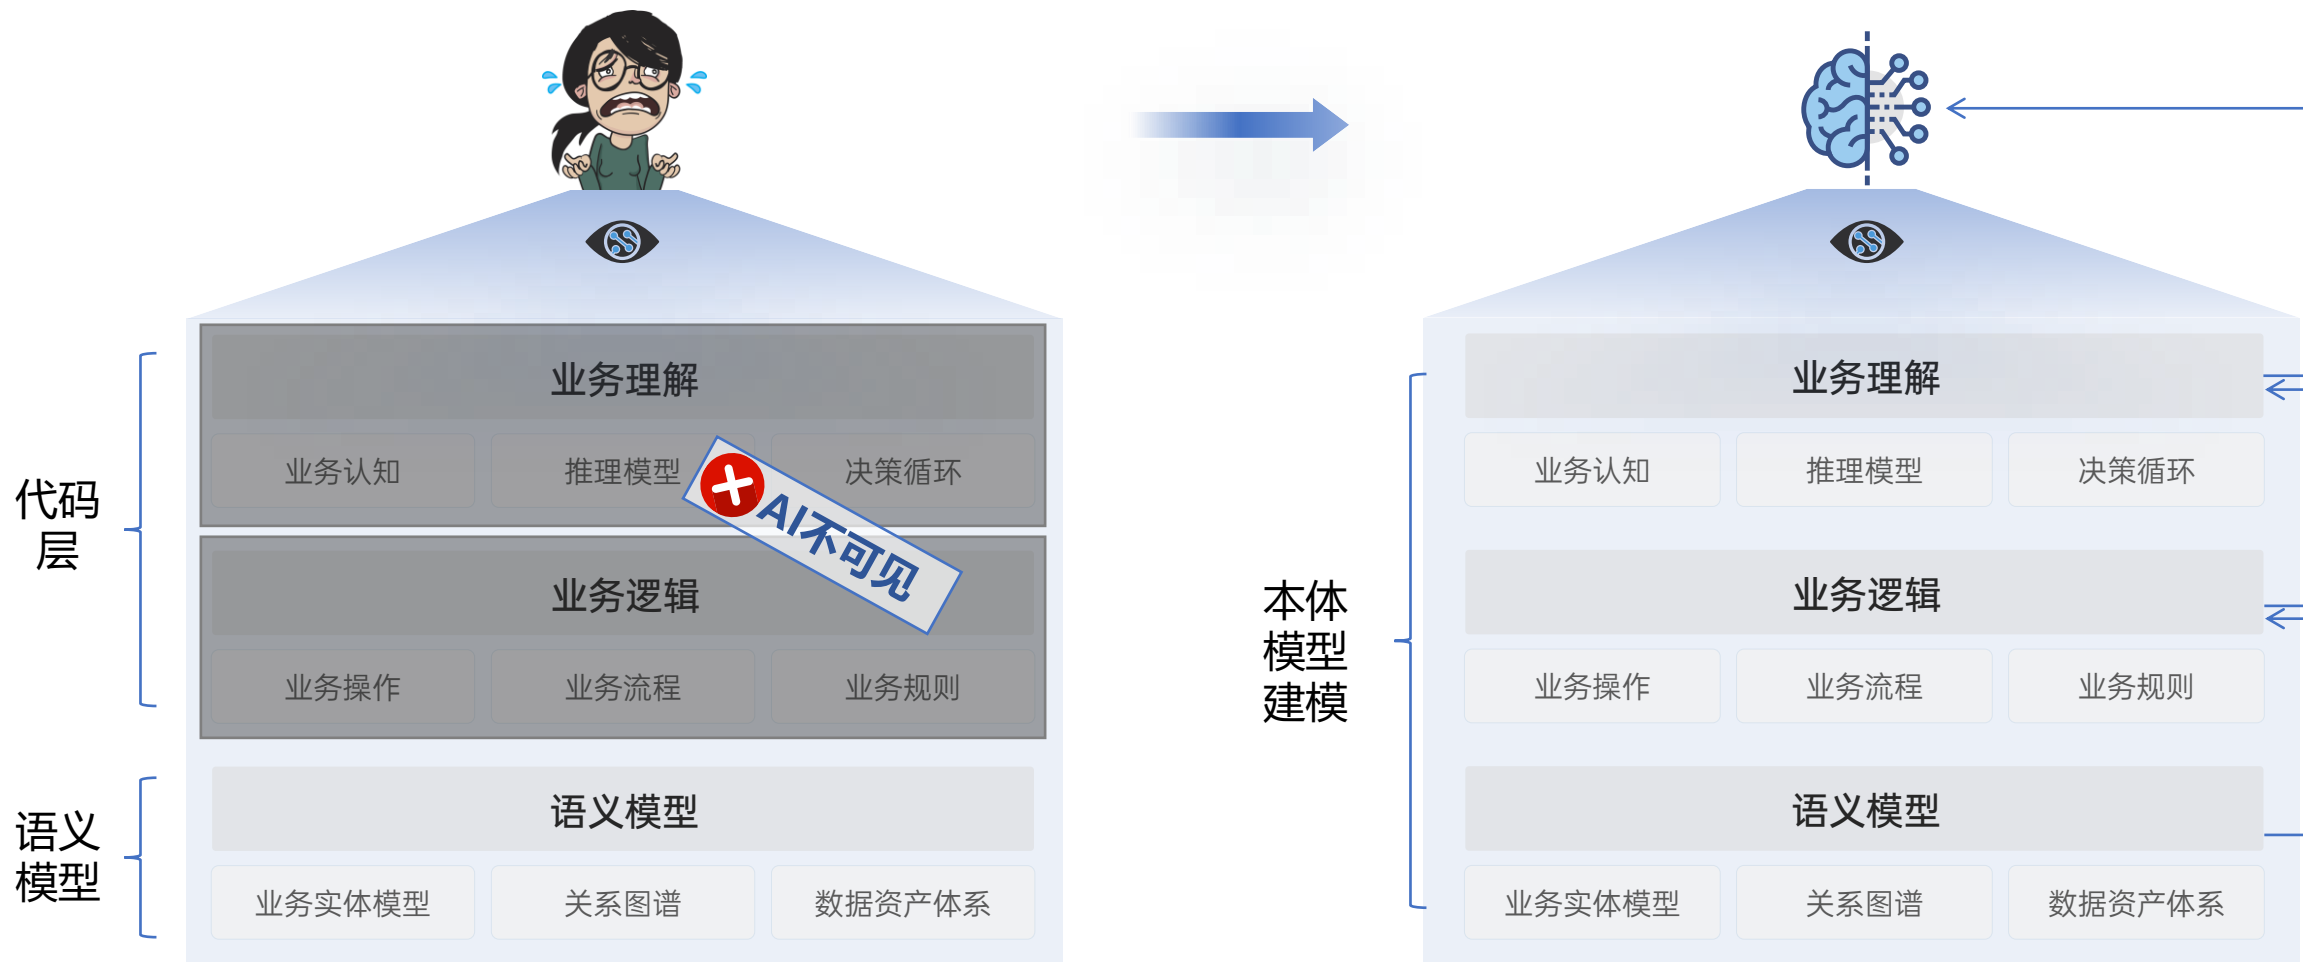 代码
层
语义
模型
业务理解
业务认知
推理模型
决策循环
AI不可见
业务逻辑
业务操作
业务流程
业务规则
语义模型
业务实体模型
关系图谱
数据资产体系
本体
模型
建模
业务理解
业务认知
推理模型
决策循环
业务逻辑
业务操作
业务流程
业务规则
语义模型
业务实体模型
关系图谱
数据资产体系